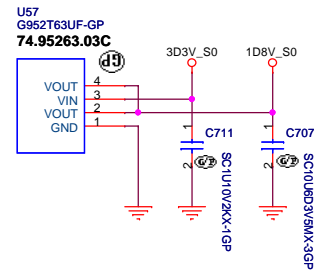 U57
G952T63UF-GP
74.95263.03C
GP
3D3V_S0
1D8V_S0
VOUT 4
VIN 3
VOUT 2
GND 1
1
C711
2
G/P
SC1U10V2KX-1GP
1
C707
2
G/P
SC10U6D3V5MX-3GP